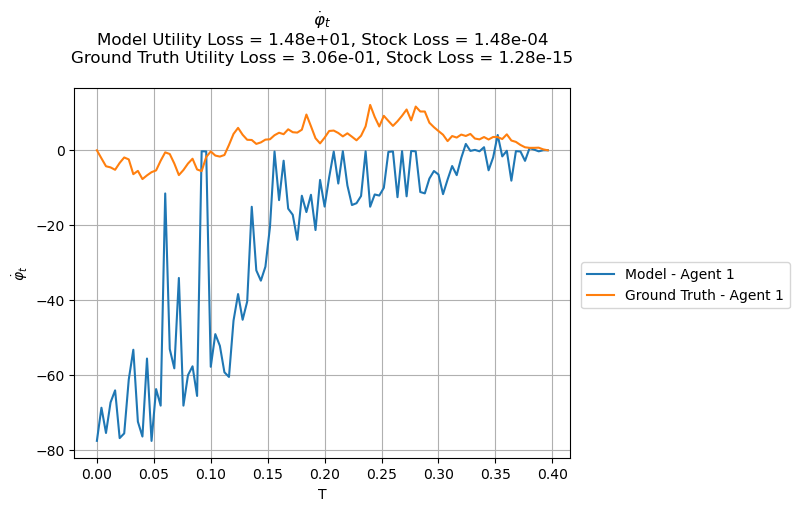 φ̇ₜ
Model Utility Loss = 1.48e+01, Stock Loss = 1.48e-04
Ground Truth Utility Loss = 3.06e-01, Stock Loss = 1.28e-15
0
−20
−40
−60
−80
φ̇ₜ
0.00 0.05 0.10 0.15 0.20 0.25 0.30 0.35 0.40
T
Model - Agent 1
Ground Truth - Agent 1